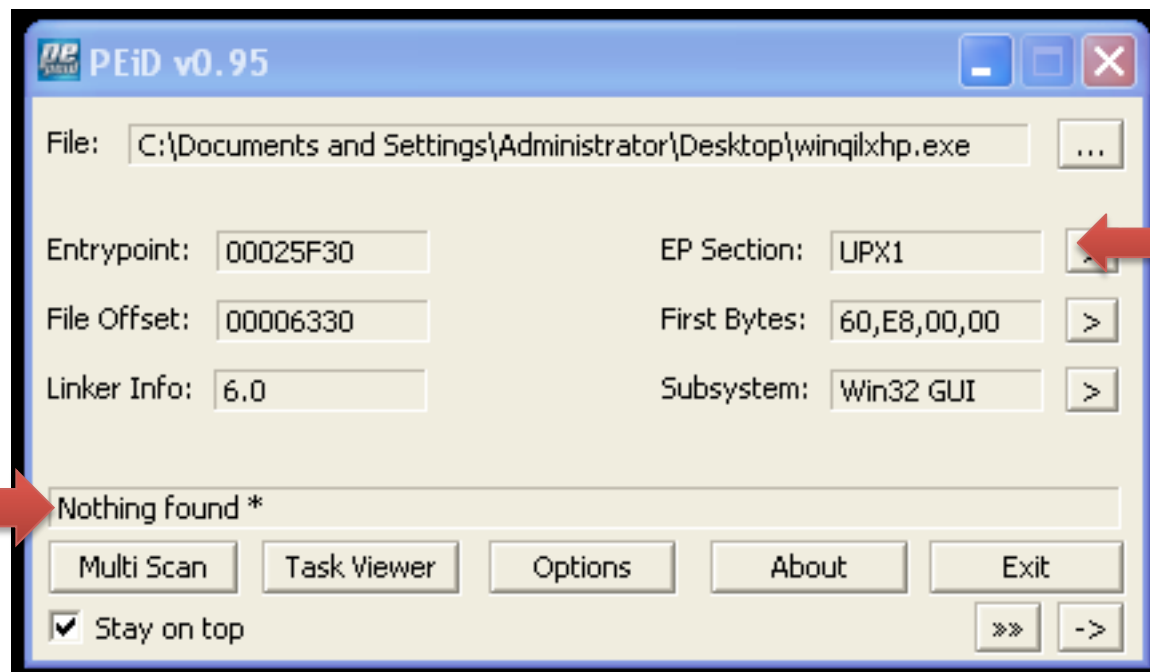 PEiD v0.95
File: C:\Documents and Settings\Administrator\Desktop\winqilxhp.exe ...
Entrypoint: 00025F30 EP Section: UPX1
File Offset: 00006330 First Bytes: 60,E8,00,00 >
Linker Info: 6.0 Subsystem: Win32 GUI >
Nothing found *
Multi Scan Task Viewer Options About Exit
Stay on top »» ->